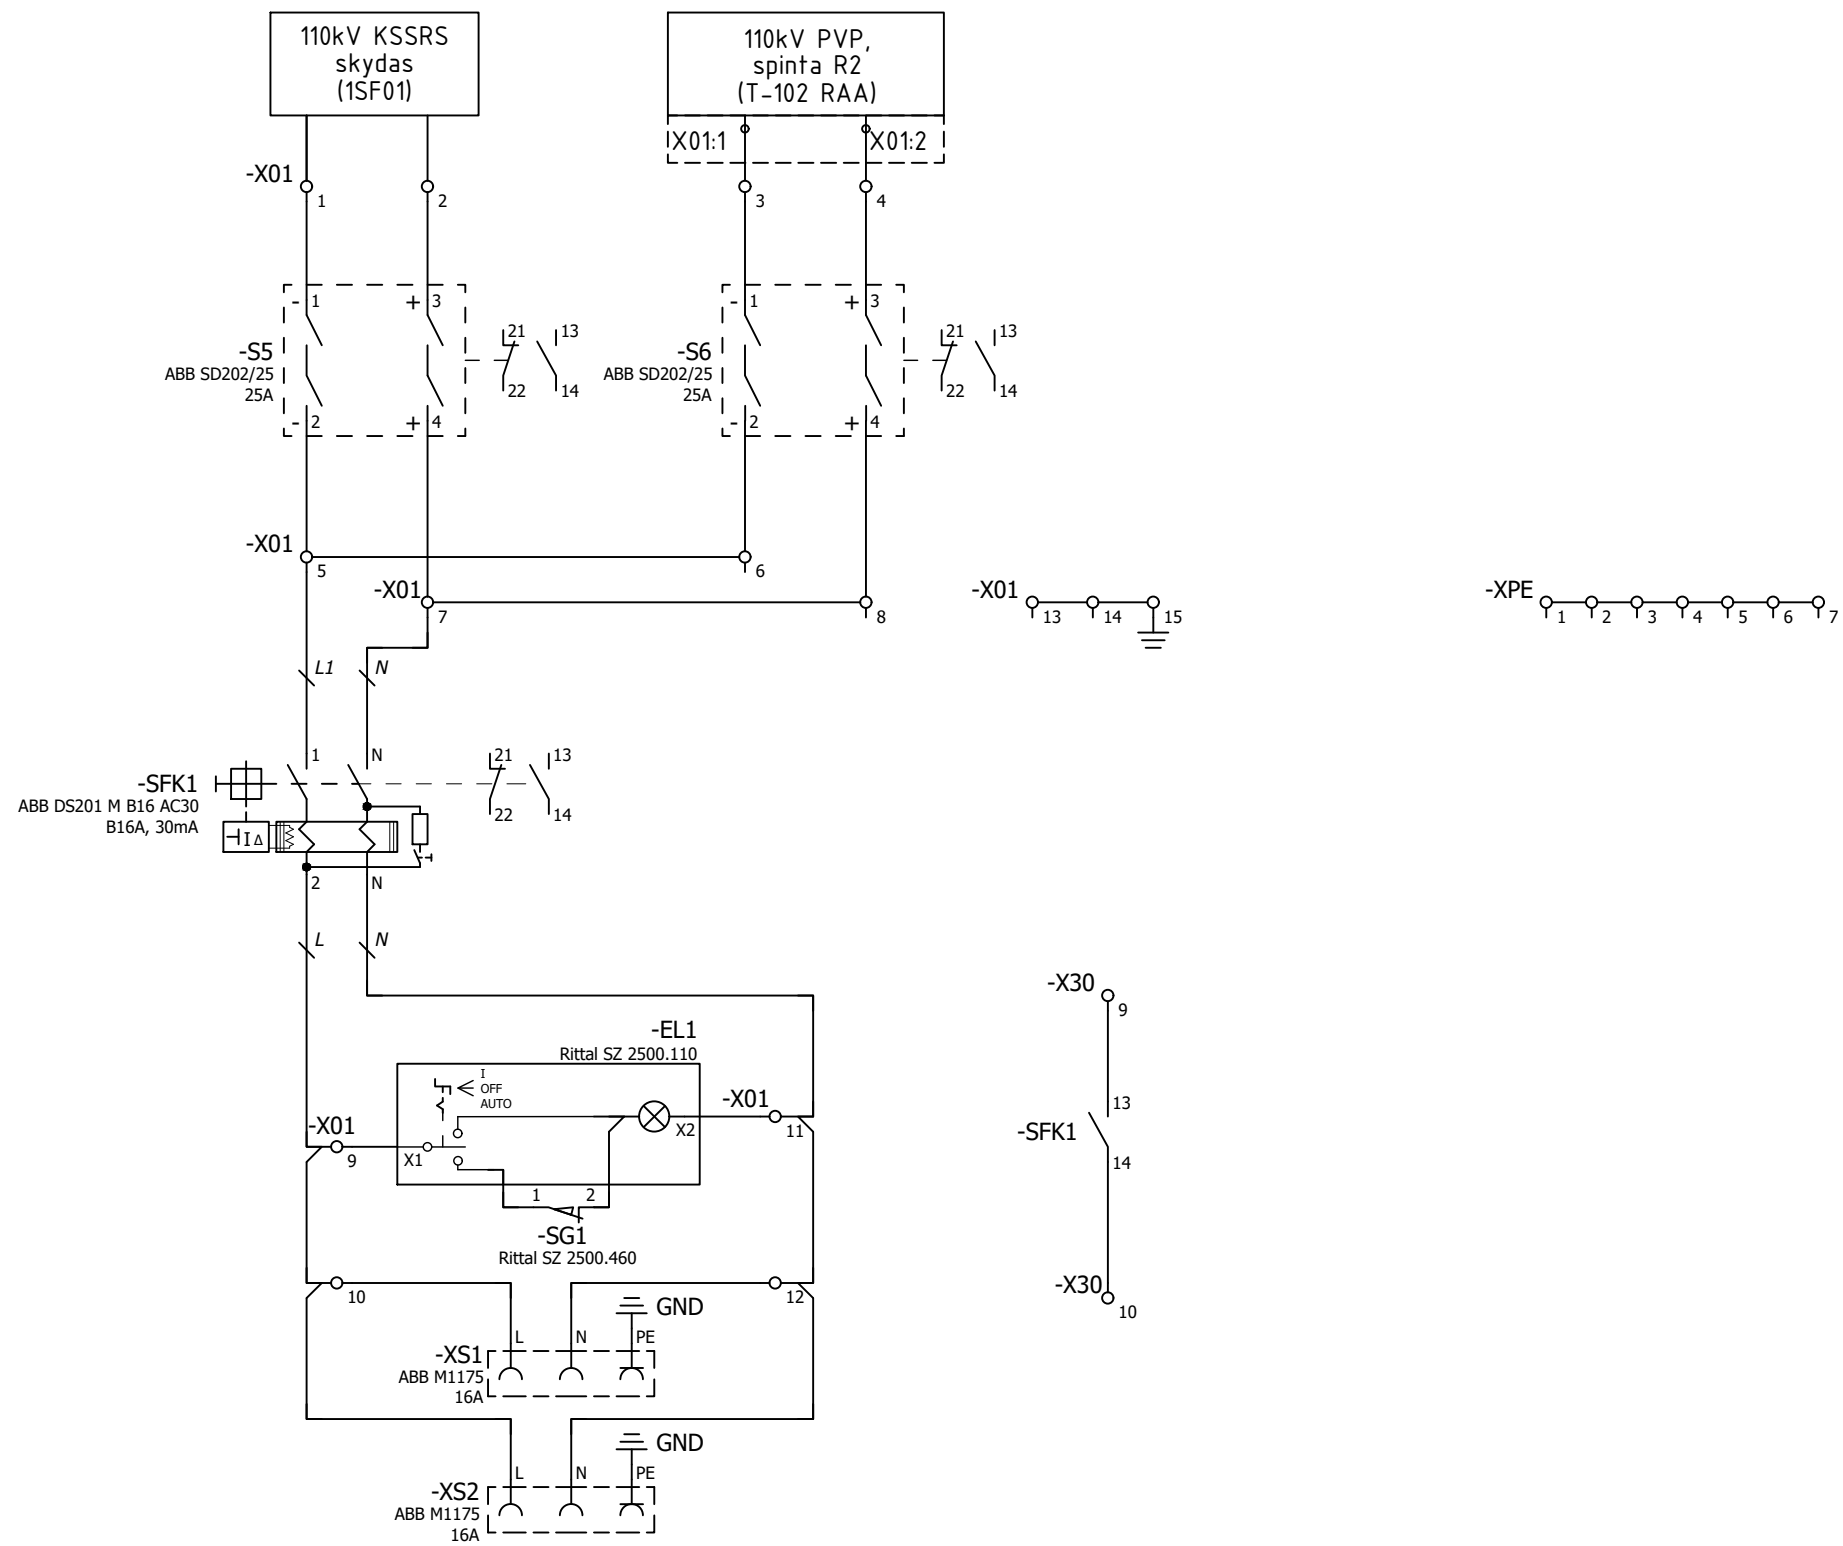 110kV KSSRS
skydas
(1SF01)
110kV PVP,
spinta R2
(T-102 RAA)
X01:1
X01:2
-X01
1
2
3
4
- 1
+ 3
-S5
ABB SD202/25
25A
- 2
+ 4
21
13
22
14
- 1
+ 3
-S6
ABB SD202/25
25A
- 2
+ 4
21
13
22
14
-X01
5
6
-X01
7
8
-X01
13
14
15
-XPE
1
2
3
4
5
6
7
L1
N
1
N
-SFK1
ABB DS201 M B16 AC30
B16A, 30mA
I Δ
2
N
21
13
22
14
L
N
-EL1
Rittal SZ 2500.110
I
OFF
AUTO
-X01
9
X1
X2
-X01
11
1
2
-SG1
Rittal SZ 2500.460
10
12
GND
L
N
PE
-XS1
ABB M1175
16A
GND
L
N
PE
-XS2
ABB M1175
16A
-X30
9
13
-SFK1
14
-X30
10